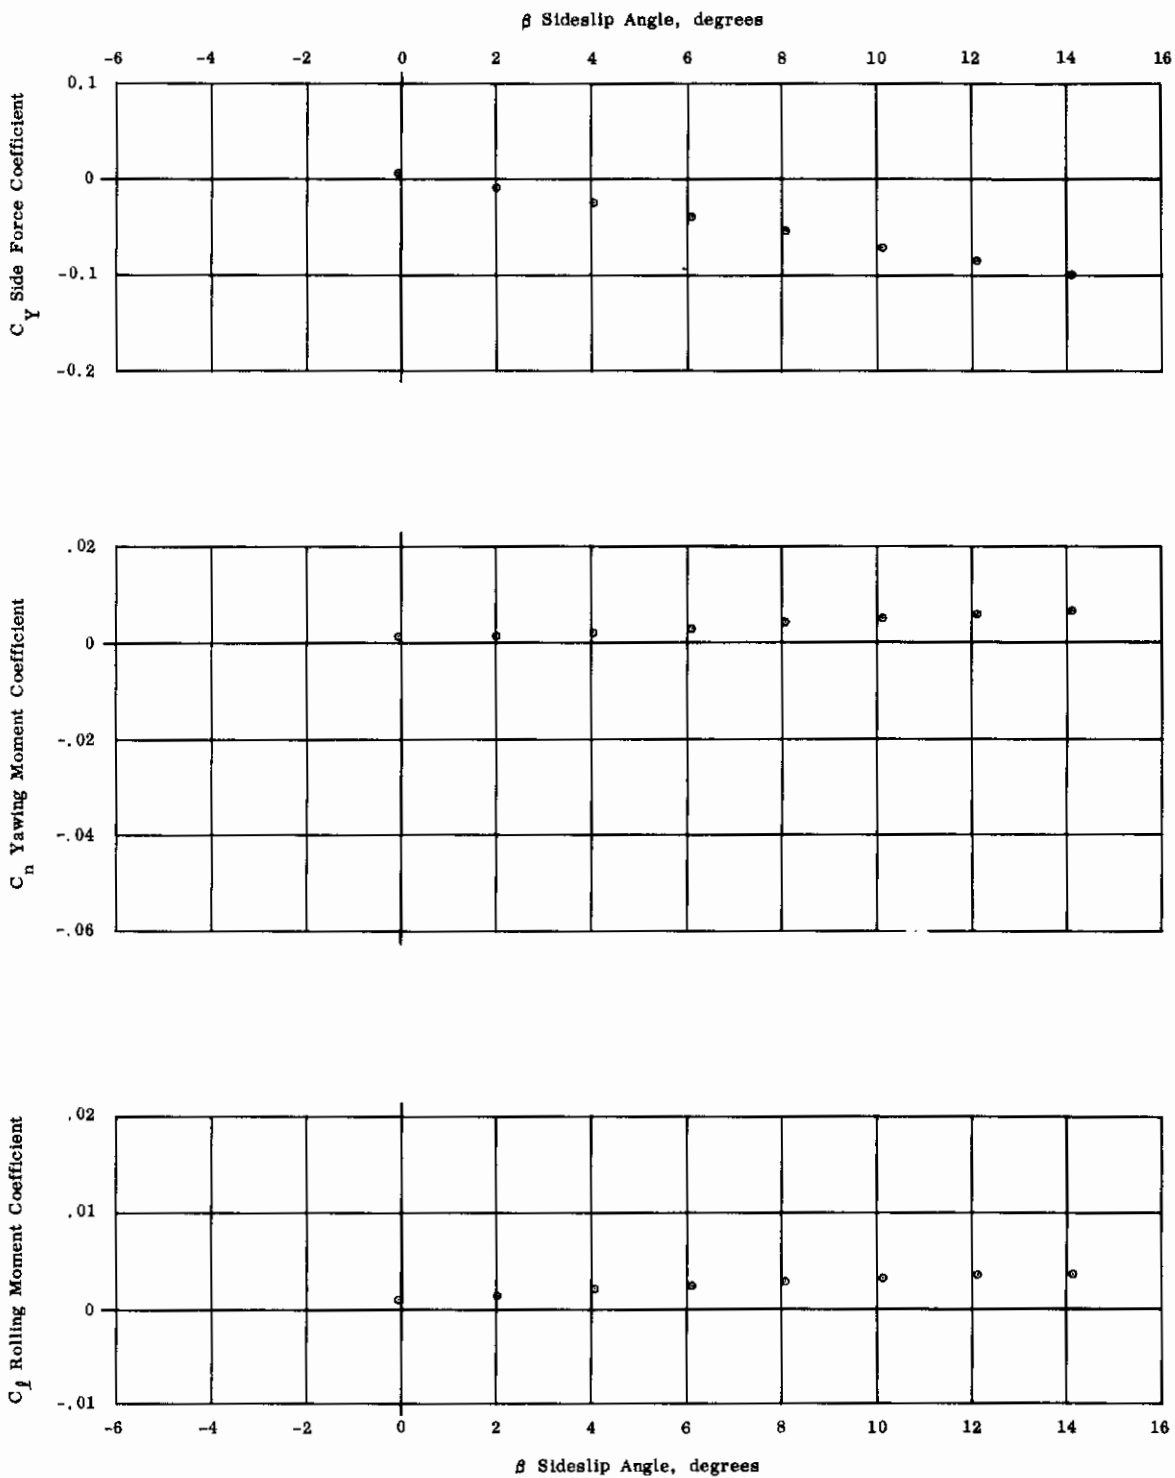 β Sideslip Angle, degrees
-6 -4 -2 0 2 4 6 8 10 12 14 16
C_Y Side Force Coefficient
0.1
0
-0.1
-0.2
C_n Yawing Moment Coefficient
.02
0
-.02
-.04
-.06
C_l Rolling Moment Coefficient
.02
.01
0
-.01
-6 -4 -2 0 2 4 6 8 10 12 14 16
β Sideslip Angle, degrees